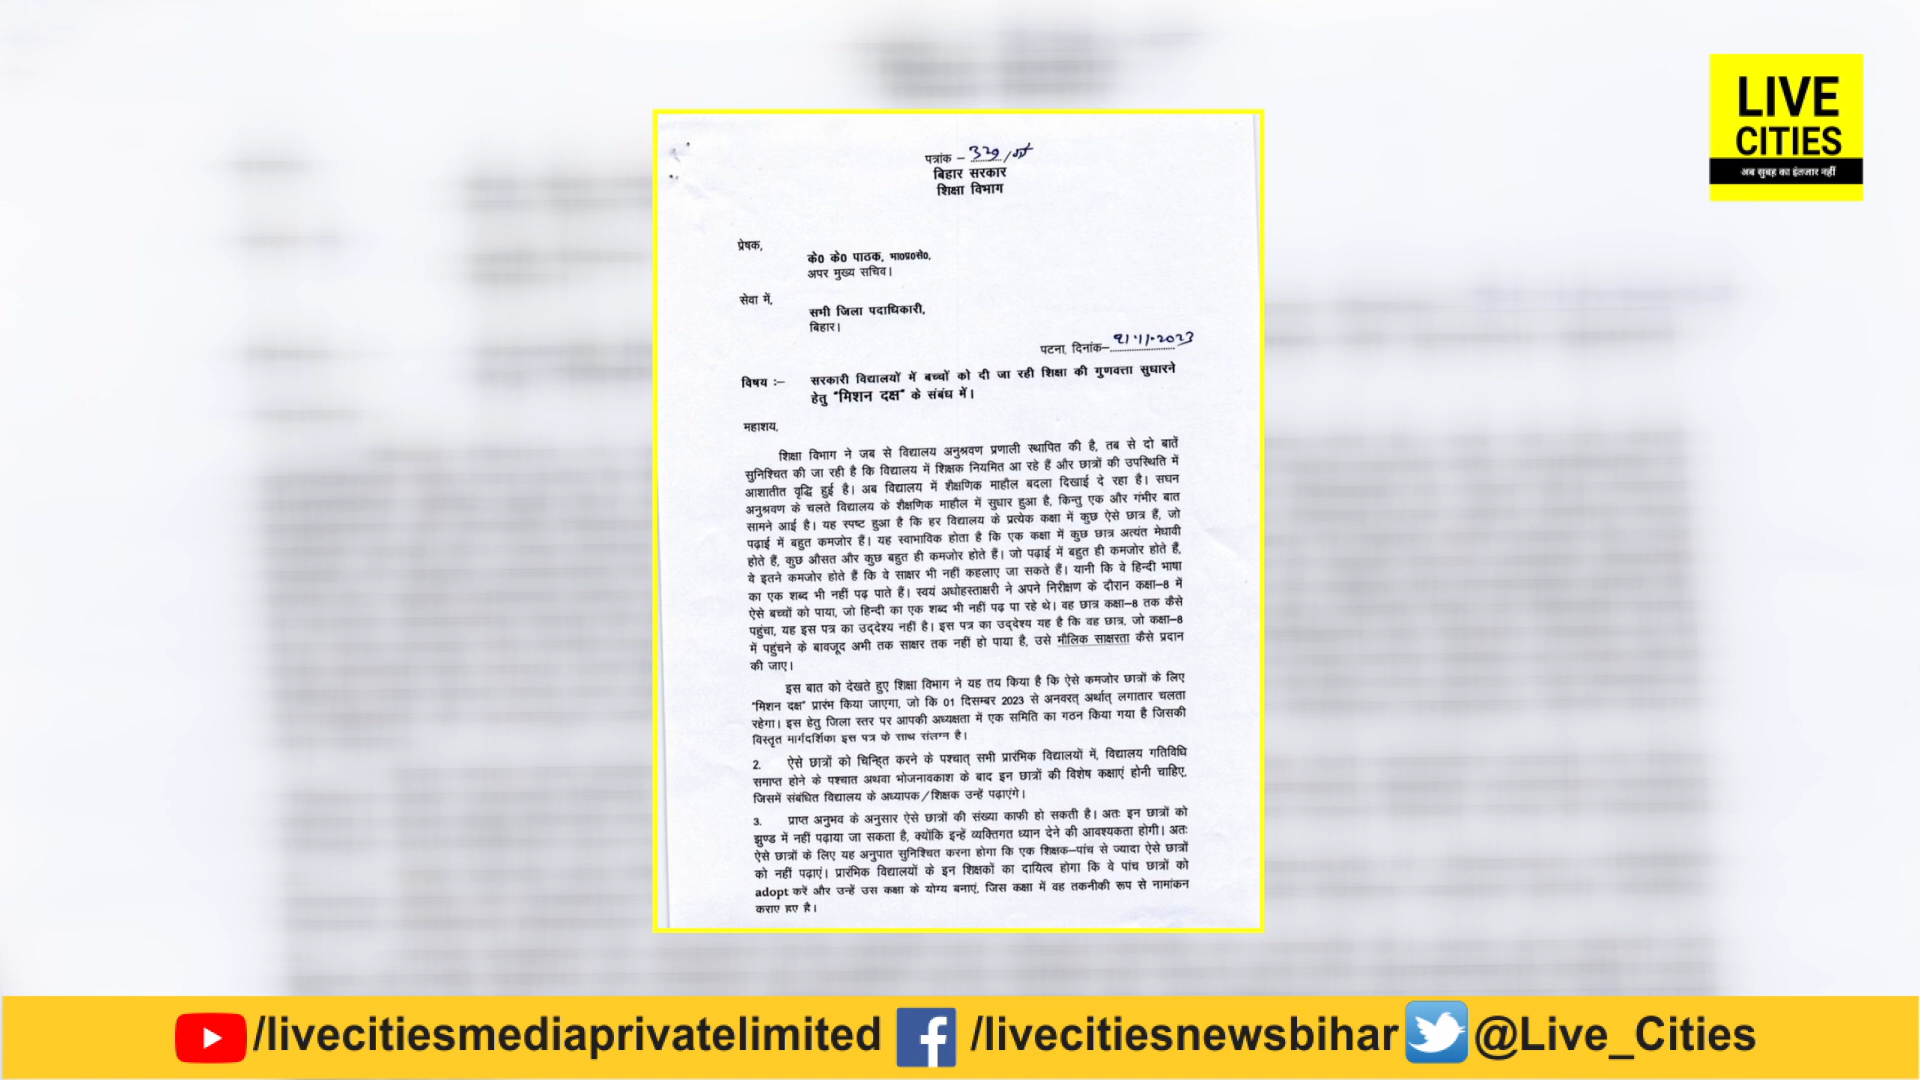 LIVE
CITIES
अब सुबह का इंतजार नहीं
पत्रांक –
बिहार सरकार
शिक्षा विभाग
प्रेषक,
के0 के0 पाठक, भा0प्र0से0,
अपर मुख्य सचिव।
सेवा में,
सभी जिला पदाधिकारी,
बिहार।
पटना, दिनांक–
विषय :– सरकारी विद्यालयों में बच्चों को दी जा रही शिक्षा की गुणवत्ता सुधारने
हेतु "मिशन दक्ष" के संबंध में।
महाशय,
शिक्षा विभाग ने जब से विद्यालय अनुश्रवण प्रणाली स्थापित की है, तब से दो बातें
सुनिश्चित की जा रही है कि विद्यालय में शिक्षक नियमित आ रहे हैं और छात्रों की उपस्थिति में
आशातीत वृद्धि हुई है। अब विद्यालय में शैक्षणिक माहौल बदला दिखाई दे रहा है। सघन
अनुश्रवण के चलते विद्यालय के शैक्षणिक माहौल में सुधार हुआ है, किन्तु एक और गंभीर बात
सामने आई है। यह स्पष्ट हुआ है कि हर विद्यालय के प्रत्येक कक्षा में कुछ ऐसे छात्र हैं, जो
पढ़ाई में बहुत कमजोर हैं। यह स्वाभाविक होता है कि एक कक्षा में कुछ छात्र अत्यंत मेधावी
होते हैं, कुछ औसत और कुछ बहुत ही कमजोर होते हैं। जो पढ़ाई में बहुत ही कमजोर होते हैं,
वे इतने कमजोर होते हैं कि वे साक्षर भी नहीं कहलाए जा सकते हैं। यानी कि वे हिन्दी भाषा
का एक शब्द भी नहीं पढ़ पाते हैं। स्वयं अधोहस्ताक्षरी ने अपने निरीक्षण के दौरान कक्षा–8 में
ऐसे बच्चों को पाया, जो हिन्दी का एक शब्द भी नहीं पढ़ पा रहे थे। वह छात्र कक्षा–8 तक कैसे
पहुंचा, यह इस पत्र का उद्देश्य नहीं है। इस पत्र का उद्देश्य यह है कि वह छात्र, जो कक्षा–8
में पहुंचने के बावजूद अभी तक साक्षर तक नहीं हो पाया है, उसे मौलिक साक्षरता कैसे प्रदान
की जाए।
इस बात को देखते हुए शिक्षा विभाग ने यह तय किया है कि ऐसे कमजोर छात्रों के लिए
"मिशन दक्ष" प्रारंभ किया जाएगा, जो कि 01 दिसम्बर 2023 से अनवरत् अर्थात् लगातार चलता
रहेगा। इस हेतु जिला स्तर पर आपकी अध्यक्षता में एक समिति का गठन किया गया है जिसकी
विस्तृत मार्गदर्शिका इस पत्र के साथ संलग्न है।
2. ऐसे छात्रों को चिन्हित करने के पश्चात् सभी प्रारंभिक विद्यालयों में, विद्यालय गतिविधि
समाप्त होने के पश्चात अथवा भोजनावकाश के बाद इन छात्रों की विशेष कक्षाएं होनी चाहिए,
जिसमें संबंधित विद्यालय के अध्यापक/शिक्षक उन्हें पढ़ाएंगे।
3. प्राप्त अनुभव के अनुसार ऐसे छात्रों की संख्या काफी हो सकती है। अतः इन छात्रों को
झुण्ड में नहीं पढ़ाया जा सकता है, क्योंकि इन्हें व्यक्तिगत ध्यान देने की आवश्यकता होगी। अतः
ऐसे छात्रों के लिए यह अनुपात सुनिश्चित करना होगा कि एक शिक्षक–पांच से ज्यादा ऐसे छात्रों
को नहीं पढ़ाएं। प्रारंभिक विद्यालयों के इन शिक्षकों का दायित्व होगा कि वे पांच छात्रों को
adopt करें और उन्हें उस कक्षा के योग्य बनाएं, जिस कक्षा में वह तकनीकी रूप से नामांकन
कराए हुए है।
/livecitiesmediaprivatelimited /livecitiesnewsbihar @Live_Cities